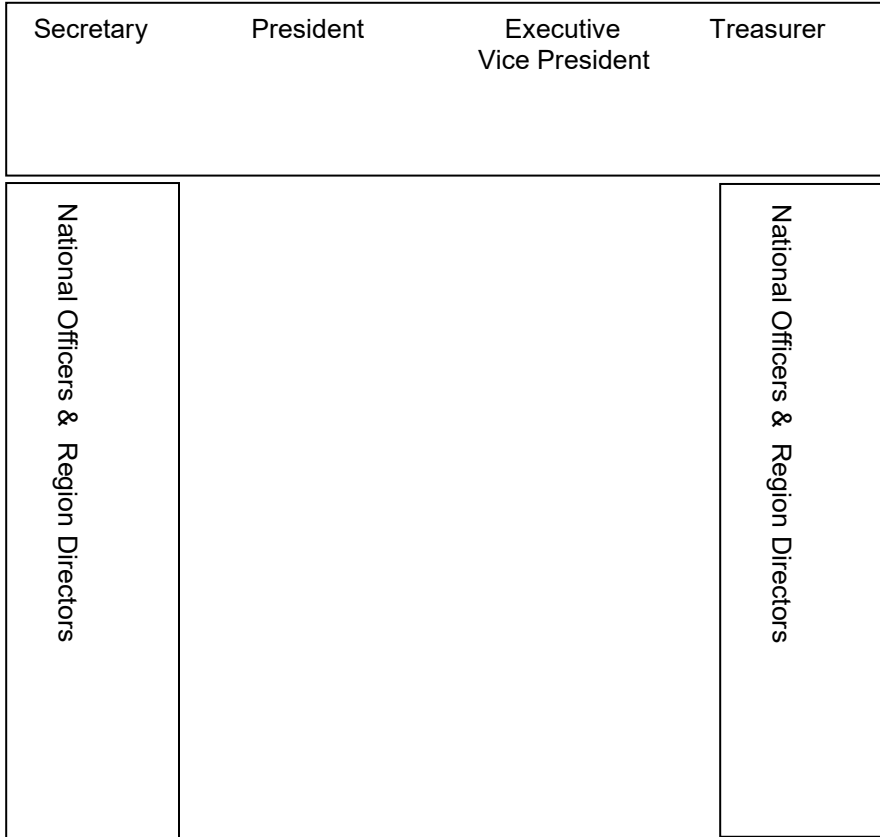 Secretary President Executive Treasurer
Vice President
National Officers & Region Directors
National Officers & Region Directors